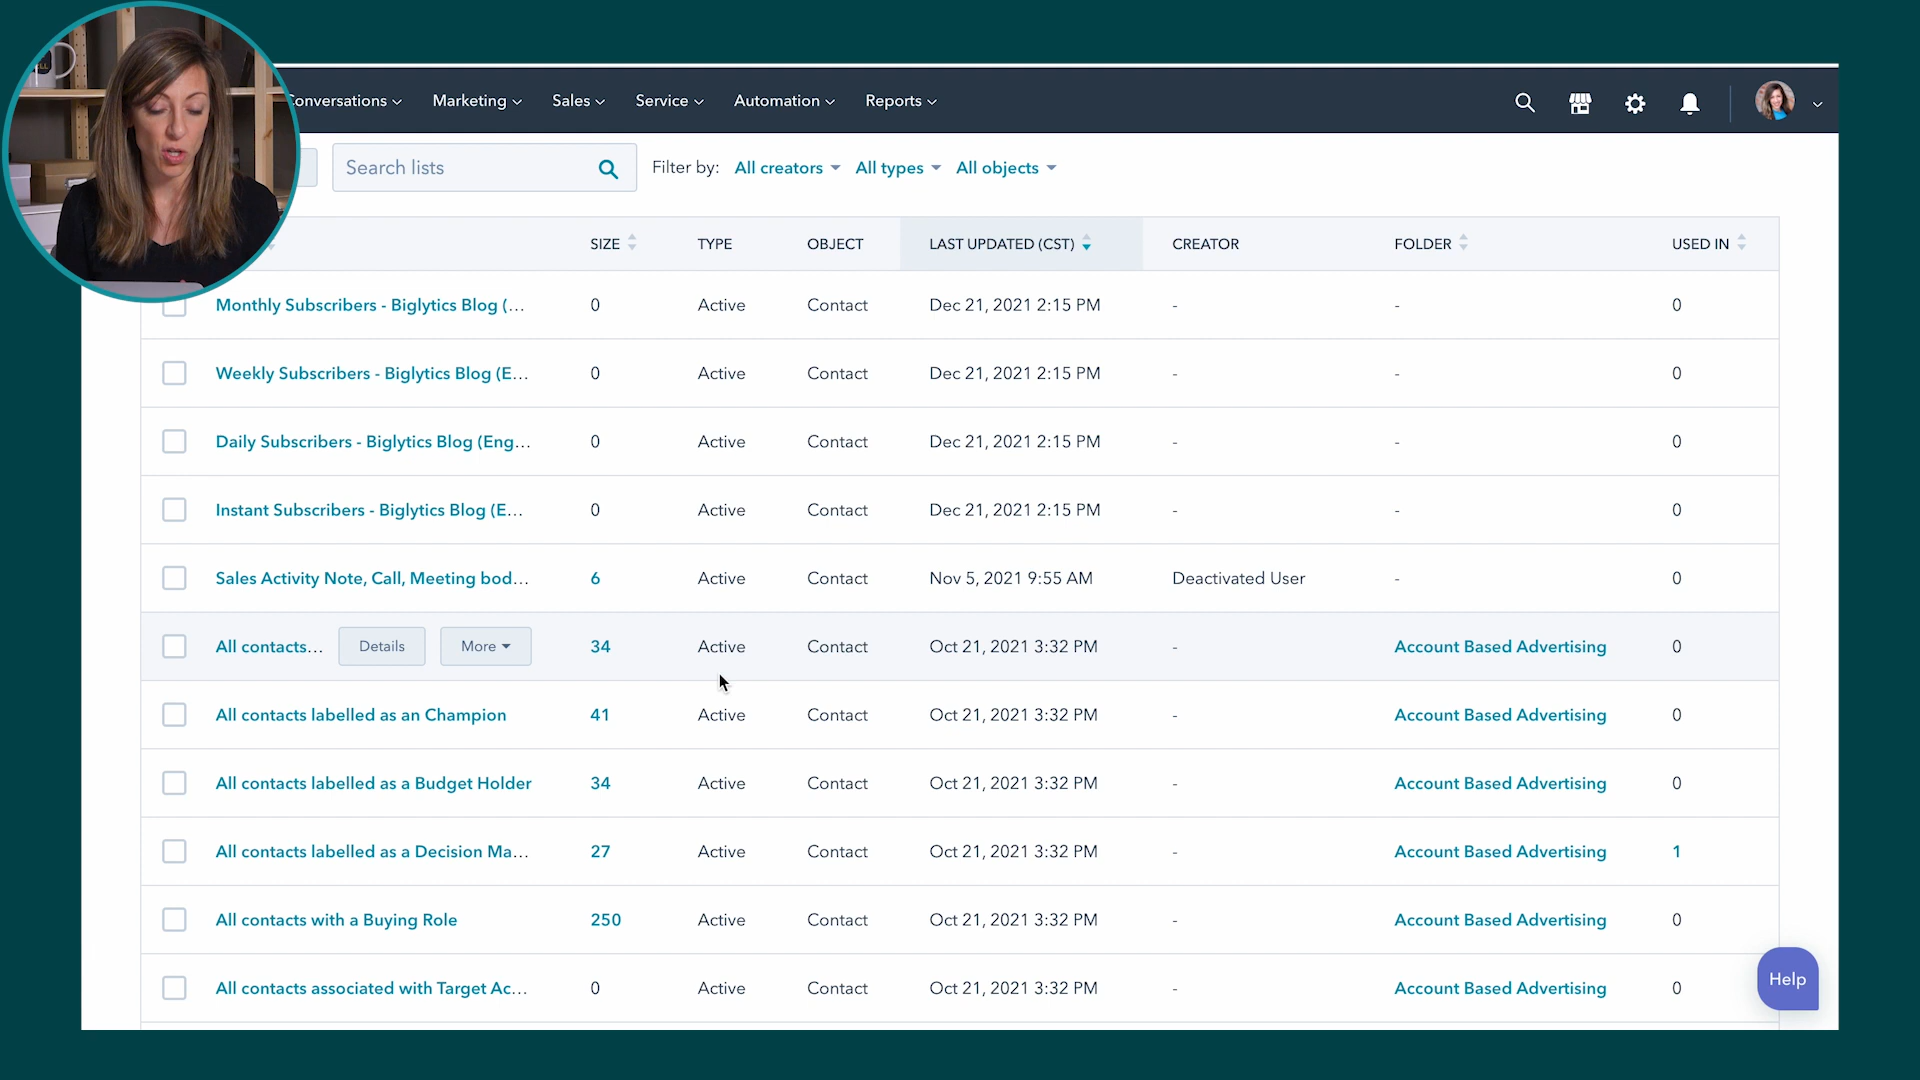 Conversations Marketing Sales Service Automation Reports
Search lists Filter by: All creators All types All objects
SIZE TYPE OBJECT LAST UPDATED (CST) CREATOR FOLDER USED IN
Monthly Subscribers - Biglytics Blog (... 0 Active Contact Dec 21, 2021 2:15 PM - - 0
Weekly Subscribers - Biglytics Blog (E... 0 Active Contact Dec 21, 2021 2:15 PM - - 0
Daily Subscribers - Biglytics Blog (Eng... 0 Active Contact Dec 21, 2021 2:15 PM - - 0
Instant Subscribers - Biglytics Blog (E... 0 Active Contact Dec 21, 2021 2:15 PM - - 0
Sales Activity Note, Call, Meeting bod... 6 Active Contact Nov 5, 2021 9:55 AM Deactivated User - 0
All contacts... Details More 34 Active Contact Oct 21, 2021 3:32 PM - Account Based Advertising 0
All contacts labelled as an Champion 41 Active Contact Oct 21, 2021 3:32 PM - Account Based Advertising 0
All contacts labelled as a Budget Holder 34 Active Contact Oct 21, 2021 3:32 PM - Account Based Advertising 0
All contacts labelled as a Decision Ma... 27 Active Contact Oct 21, 2021 3:32 PM - Account Based Advertising 1
All contacts with a Buying Role 250 Active Contact Oct 21, 2021 3:32 PM - Account Based Advertising 0
All contacts associated with Target Ac... 0 Active Contact Oct 21, 2021 3:32 PM - Account Based Advertising 0
Help